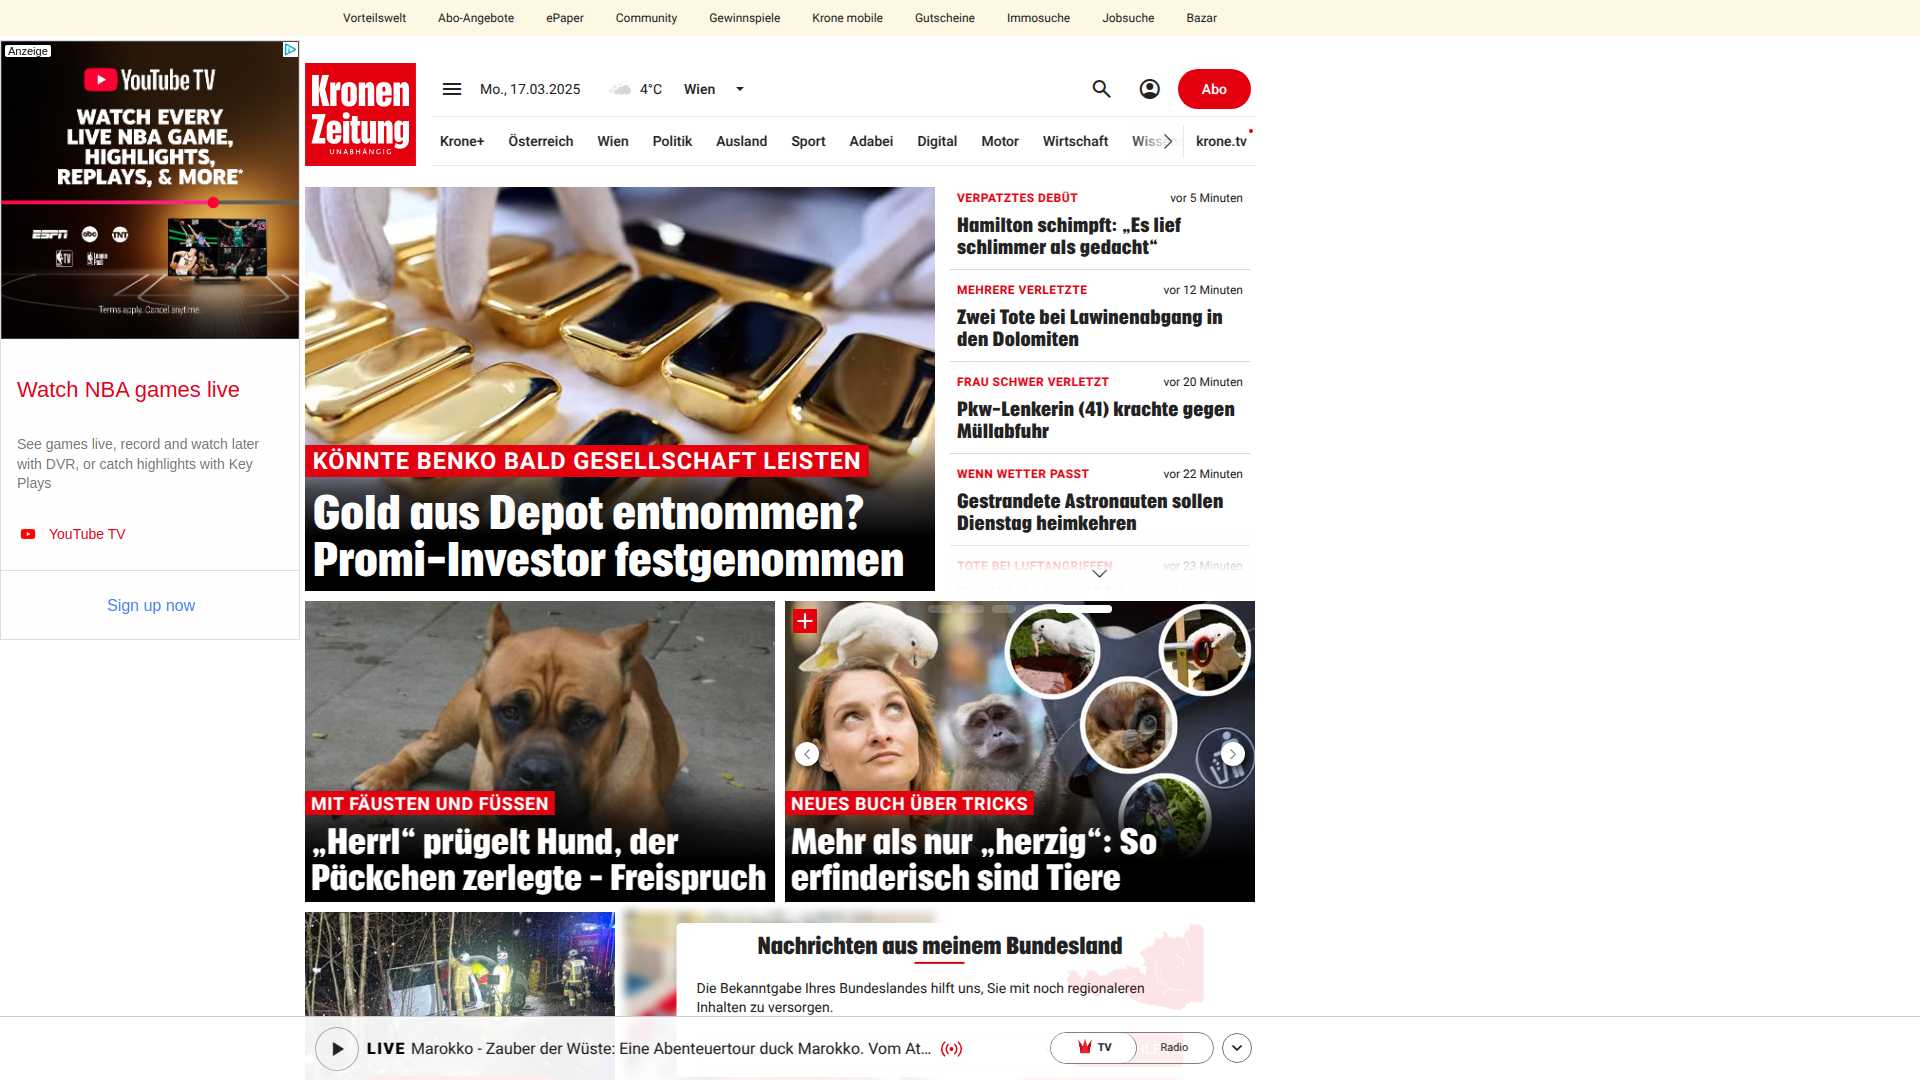 Vorteilswelt Abo-Angebote ePaper Community Gewinnspiele Krone mobile Gutscheine Immosuche Jobsuche Bazar
Anzeige
YouTube TV
WATCH EVERY
LIVE NBA GAME,
HIGHLIGHTS,
REPLAYS, & MORE*
ESPN abc TNT
Terms apply. Cancel anytime.
Watch NBA games live
See games live, record and watch later
with DVR, or catch highlights with Key
Plays
YouTube TV
Sign up now
Kronen
Zeitung
UNABHÄNGIG
Mo., 17.03.2025 4°C Wien
Abo
Krone+ Österreich Wien Politik Ausland Sport Adabei Digital Motor Wirtschaft krone.tv
KÖNNTE BENKO BALD GESELLSCHAFT LEISTEN
Gold aus Depot entnommen?
Promi-Investor festgenommen
VERPATZTES DEBÜT vor 5 Minuten
Hamilton schimpft: „Es lief
schlimmer als gedacht“
MEHRERE VERLETZTE vor 12 Minuten
Zwei Tote bei Lawinenabgang in
den Dolomiten
FRAU SCHWER VERLETZT vor 20 Minuten
Pkw-Lenkerin (41) krachte gegen
Müllabfuhr
WENN WETTER PASST vor 22 Minuten
Gestrandete Astronauten sollen
Dienstag heimkehren
TOTE BEI LUFTANGRIFFEN vor 23 Minuten
MIT FÄUSTEN UND FÜSSEN
„Herrl“ prügelt Hund, der
Päckchen zerlegte – Freispruch
NEUES BUCH ÜBER TRICKS
Mehr als nur „herzig“: So
erfinderisch sind Tiere
Nachrichten aus meinem Bundesland
Die Bekanntgabe Ihres Bundeslandes hilft uns, Sie mit noch regionaleren
Inhalten zu versorgen.
LIVE Marokko - Zauber der Wüste: Eine Abenteuertour duck Marokko. Vom At...
TV Radio